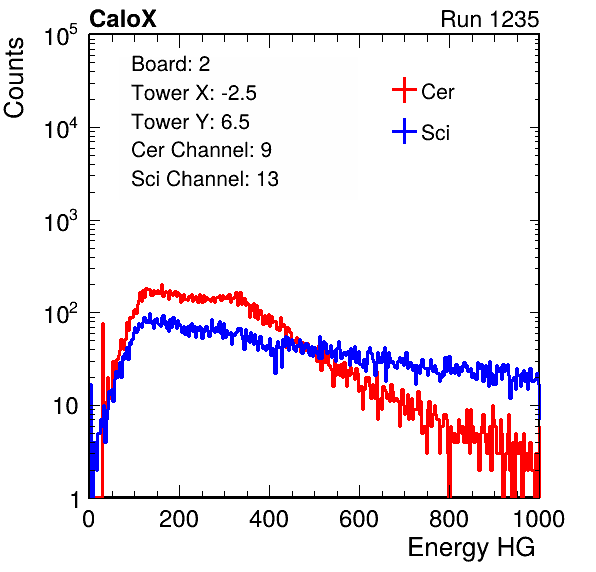 CaloX
Run 1235
Counts
10^5
10^4
10^3
10^2
10
1
Board: 2
Tower X: -2.5
Tower Y: 6.5
Cer Channel: 9
Sci Channel: 13
Cer
Sci
0 200 400 600 800 1000
Energy HG